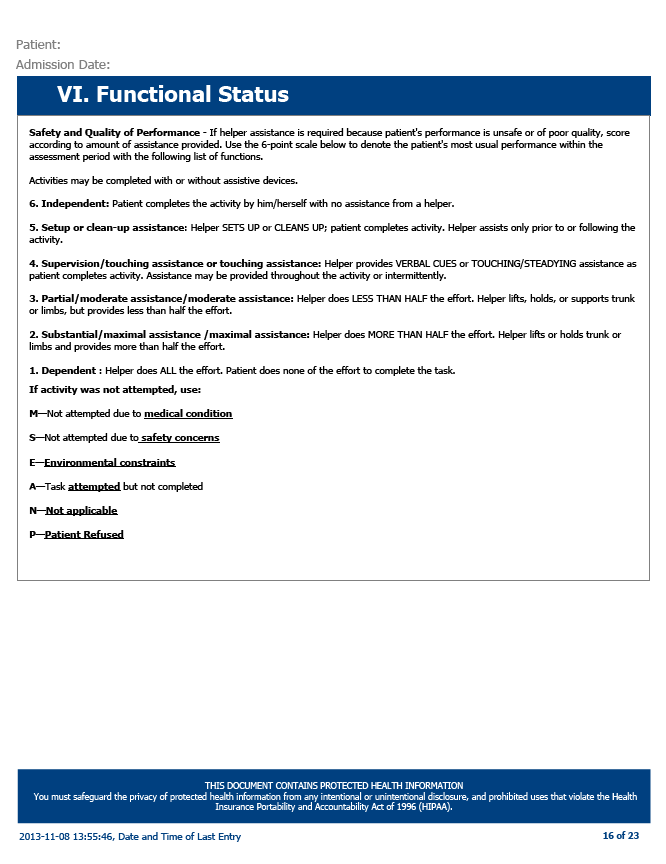 Patient:
Admission Date:
VI. Functional Status
Safety and Quality of Performance - If helper assistance is required because patient's performance is unsafe or of poor quality, score
according to amount of assistance provided. Use the 6-point scale below to denote the patient's most usual performance within the
assessment period with the following list of functions.
Activities may be completed with or without assistive devices.
6. Independent: Patient completes the activity by him/herself with no assistance from a helper.
5. Setup or clean-up assistance: Helper SETS UP or CLEANS UP; patient completes activity. Helper assists only prior to or following the
activity.
4. Supervision/touching assistance or touching assistance: Helper provides VERBAL CUES or TOUCHING/STEADYING assistance as
patient completes activity. Assistance may be provided throughout the activity or intermittently.
3. Partial/moderate assistance/moderate assistance: Helper does LESS THAN HALF the effort. Helper lifts, holds, or supports trunk
or limbs, but provides less than half the effort.
2. Substantial/maximal assistance /maximal assistance: Helper does MORE THAN HALF the effort. Helper lifts or holds trunk or
limbs and provides more than half the effort.
1. Dependent : Helper does ALL the effort. Patient does none of the effort to complete the task.
If activity was not attempted, use:
M—Not attempted due to medical condition
S—Not attempted due to safety concerns
E—Environmental constraints
A—Task attempted but not completed
N—Not applicable
P—Patient Refused
THIS DOCUMENT CONTAINS PROTECTED HEALTH INFORMATION
You must safeguard the privacy of protected health information from any intentional or unintentional disclosure, and prohibited uses that violate the Health
Insurance Portability and Accountability Act of 1996 (HIPAA).
2013-11-08 13:55:46, Date and Time of Last Entry
16 of 23